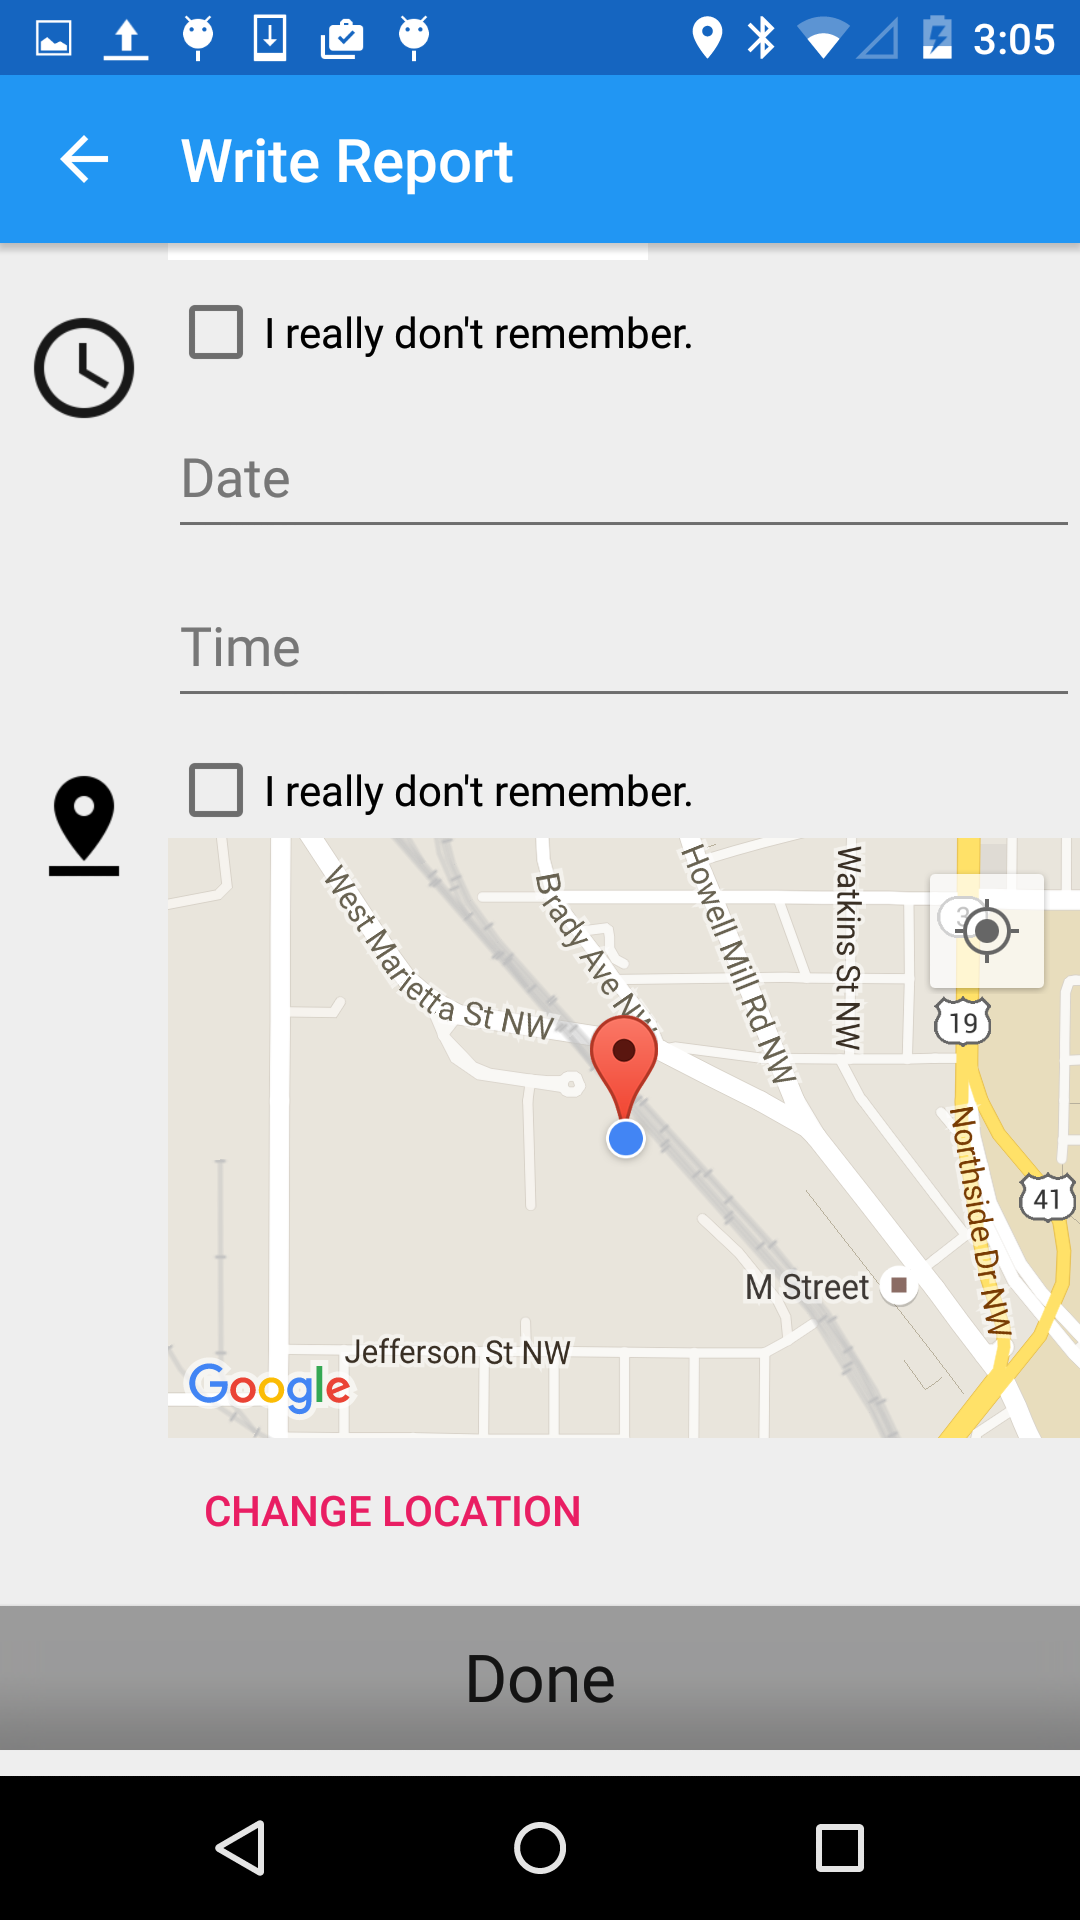 3:05
Write Report
I really don't remember.
Date
Time
I really don't remember.
West Marietta St NW
Brady Ave NW
Howell Mill Rd NW
Watkins St NW
3
19
41
Northside Dr NW
M Street
Jefferson St NW
Google
CHANGE LOCATION
Done